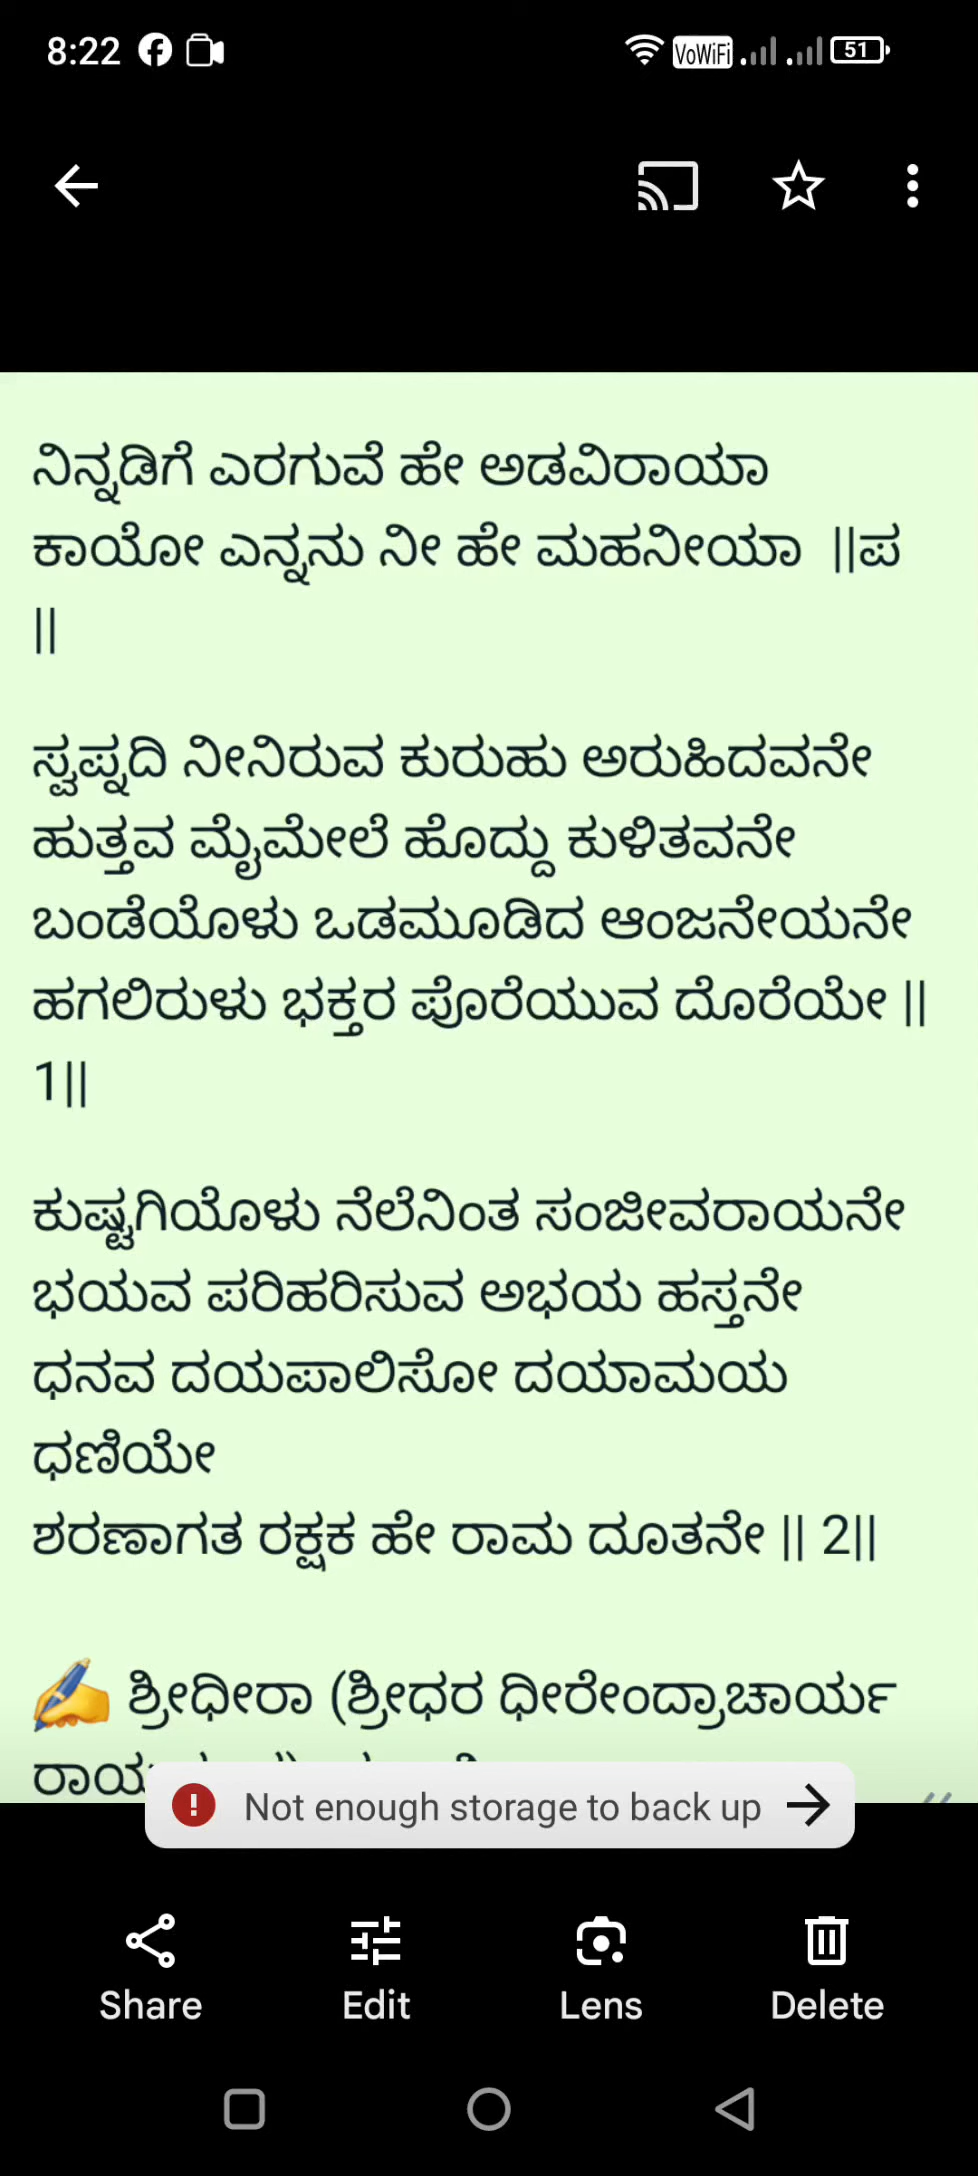 8:22
VoWiFi
51
ನಿನ್ನಡಿಗೆ ಎರಗುವೆ ಹೇ ಅಡವಿರಾಯಾ
ಕಾಯೋ ಎನ್ನನು ನೀ ಹೇ ಮಹನೀಯಾ ||ಪ
||
ಸ್ವಪ್ನದಿ ನೀನಿರುವ ಕುರುಹು ಅರುಹಿದವನೇ
ಹುತ್ತವ ಮೈಮೇಲೆ ಹೊದ್ದು ಕುಳಿತವನೇ
ಬಂಡೆಯೊಳು ಒಡಮೂಡಿದ ಆಂಜನೇಯನೇ
ಹಗಲಿರುಳು ಭಕ್ತರ ಪೊರೆಯುವ ದೊರೆಯೇ ||
1||
ಕುಷ್ಟಗಿಯೊಳು ನೆಲೆನಿಂತ ಸಂಜೀವರಾಯನೇ
ಭಯವ ಪರಿಹರಿಸುವ ಅಭಯ ಹಸ್ತನೇ
ಧನವ ದಯಪಾಲಿಸೋ ದಯಾಮಯ
ಧಣಿಯೇ
ಶರಣಾಗತ ರಕ್ಷಕ ಹೇ ರಾಮ ದೂತನೇ || 2||
✍ ಶ್ರೀಧೀರಾ (ಶ್ರೀಧರ ಧೀರೇಂದ್ರಾಚಾರ್ಯ
Not enough storage to back up
Share
Edit
Lens
Delete